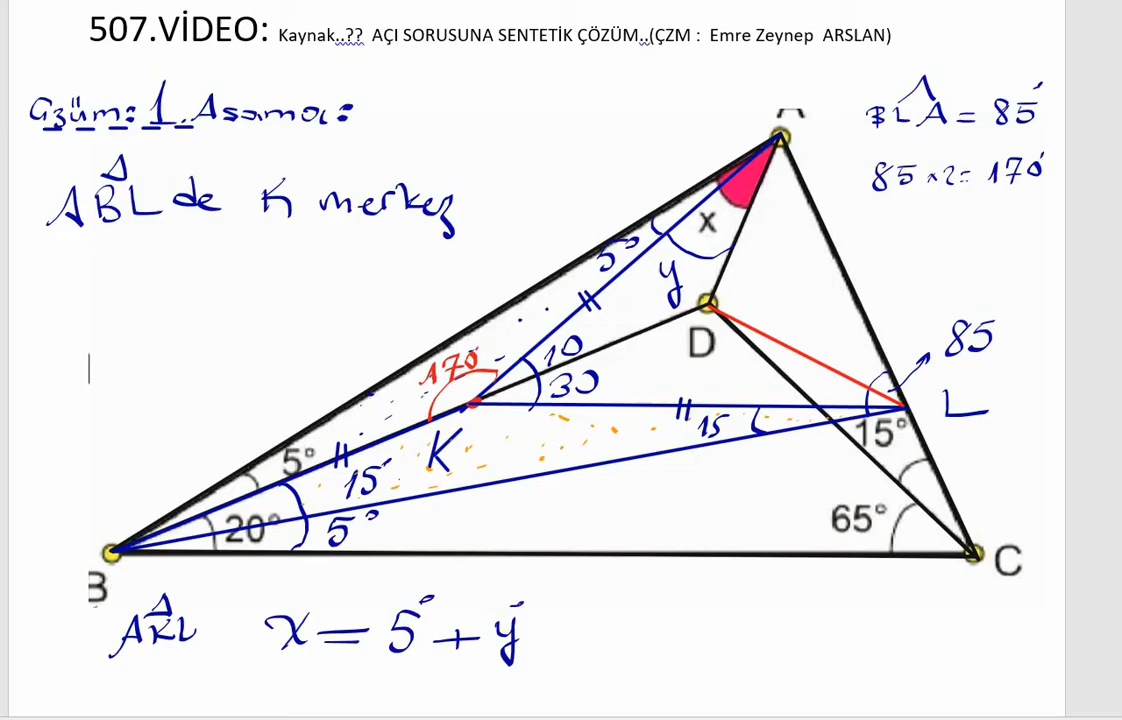 507.VİDEO: Kaynak..?? AÇI SORUSUNA SENTETİK ÇÖZÜM..(ÇZM : Emre Zeynep ARSLAN)
Çözüm: 1. Aşama:
BLA = 85°
85 × 2 = 170°
ABL de K merkez
A
x
5°
y
D
10
30
170°
85
L
K
15
15°
5°
15°
20°
5°
65°
B
C
AKL x = 5° + y°